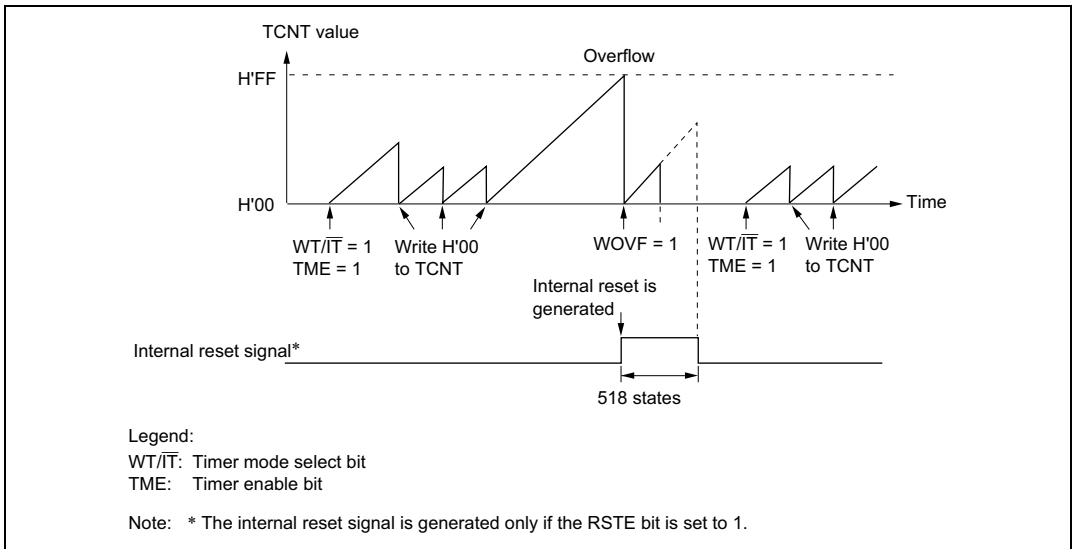 TCNT value
Overflow
H'FF
H'00
Time
WT/IT = 1
TME = 1
Write H'00
to TCNT
WOVF = 1
WT/IT = 1
TME = 1
Write H'00
to TCNT
Internal reset is
generated
Internal reset signal*
518 states
Legend:
WT/IT: Timer mode select bit
TME: Timer enable bit
Note: * The internal reset signal is generated only if the RSTE bit is set to 1.